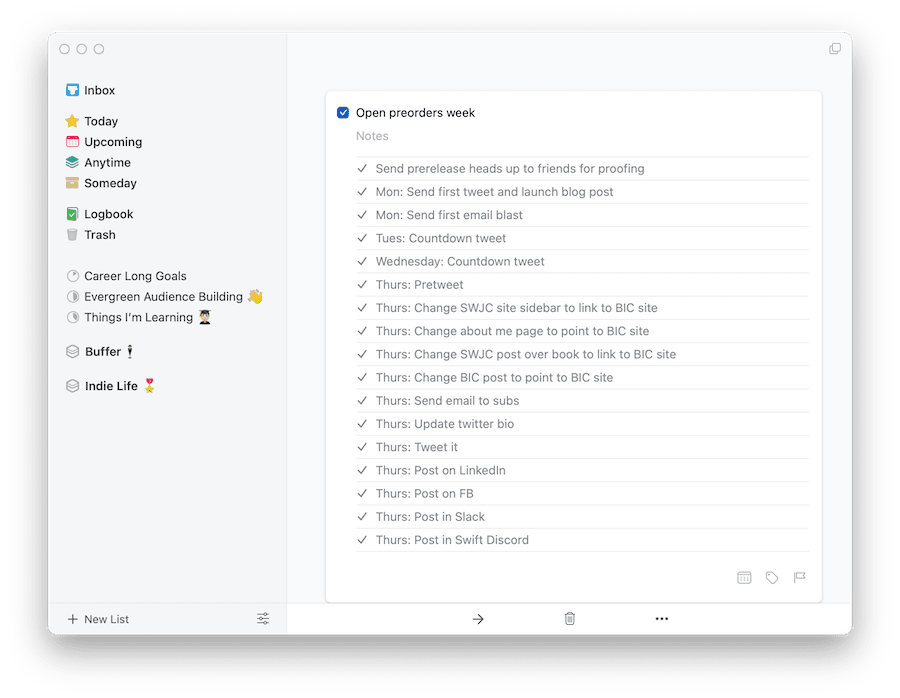 Inbox
Today
Upcoming
Anytime
Someday
Logbook
Trash
Career Long Goals
Evergreen Audience Building 👋
Things I'm Learning 👨🏻‍🎓
Buffer 🕴
Indie Life 🎖
New List
Open preorders week
Notes
Send prerelease heads up to friends for proofing
Mon: Send first tweet and launch blog post
Mon: Send first email blast
Tues: Countdown tweet
Wednesday: Countdown tweet
Thurs: Pretweet
Thurs: Change SWJC site sidebar to link to BIC site
Thurs: Change about me page to point to BIC site
Thurs: Change SWJC post over book to link to BIC site
Thurs: Change BIC post to point to BIC site
Thurs: Send email to subs
Thurs: Update twitter bio
Thurs: Tweet it
Thurs: Post on LinkedIn
Thurs: Post on FB
Thurs: Post in Slack
Thurs: Post in Swift Discord